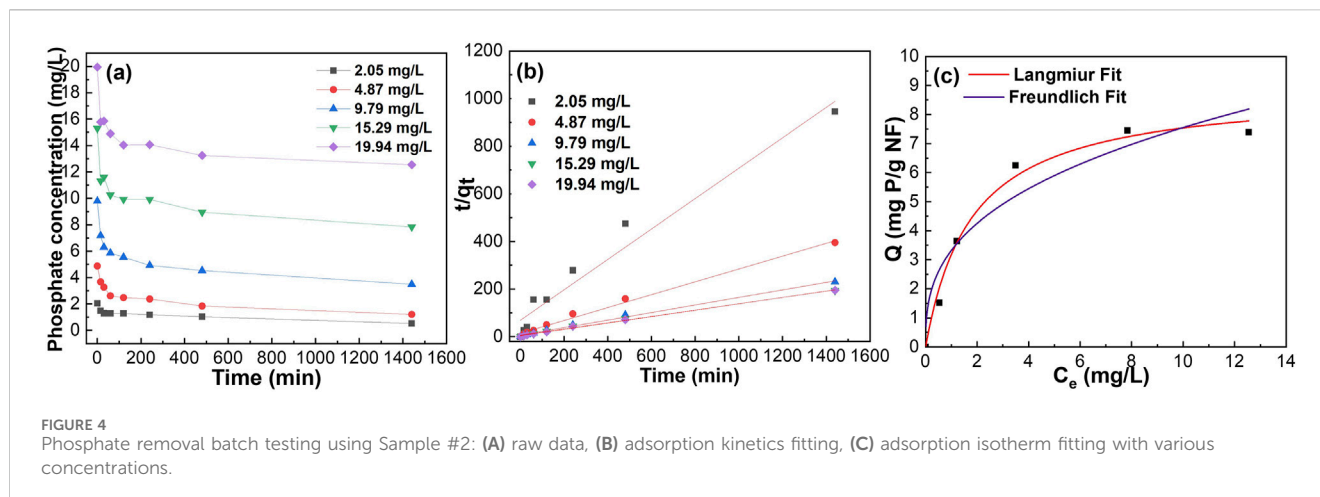 (a)
Phosphate concentration (mg/L)
20
18
16
14
12
10
8
6
4
2
0
2.05 mg/L
4.87 mg/L
9.79 mg/L
15.29 mg/L
19.94 mg/L
0 200 400 600 800 1000 1200 1400 1600
Time (min)
(b)
t/qt
1200
1000
800
600
400
200
0
2.05 mg/L
4.87 mg/L
9.79 mg/L
15.29 mg/L
19.94 mg/L
0 200 400 600 800 1000 1200 1400 1600
Time (min)
(c)
Q (mg P/g NF)
10
9
8
7
6
5
4
3
2
1
0
Langmiur Fit
Freundlich Fit
0 2 4 6 8 10 12 14
Ce (mg/L)
FIGURE 4
Phosphate removal batch testing using Sample #2: (A) raw data, (B) adsorption kinetics fitting, (C) adsorption isotherm fitting with various
concentrations.